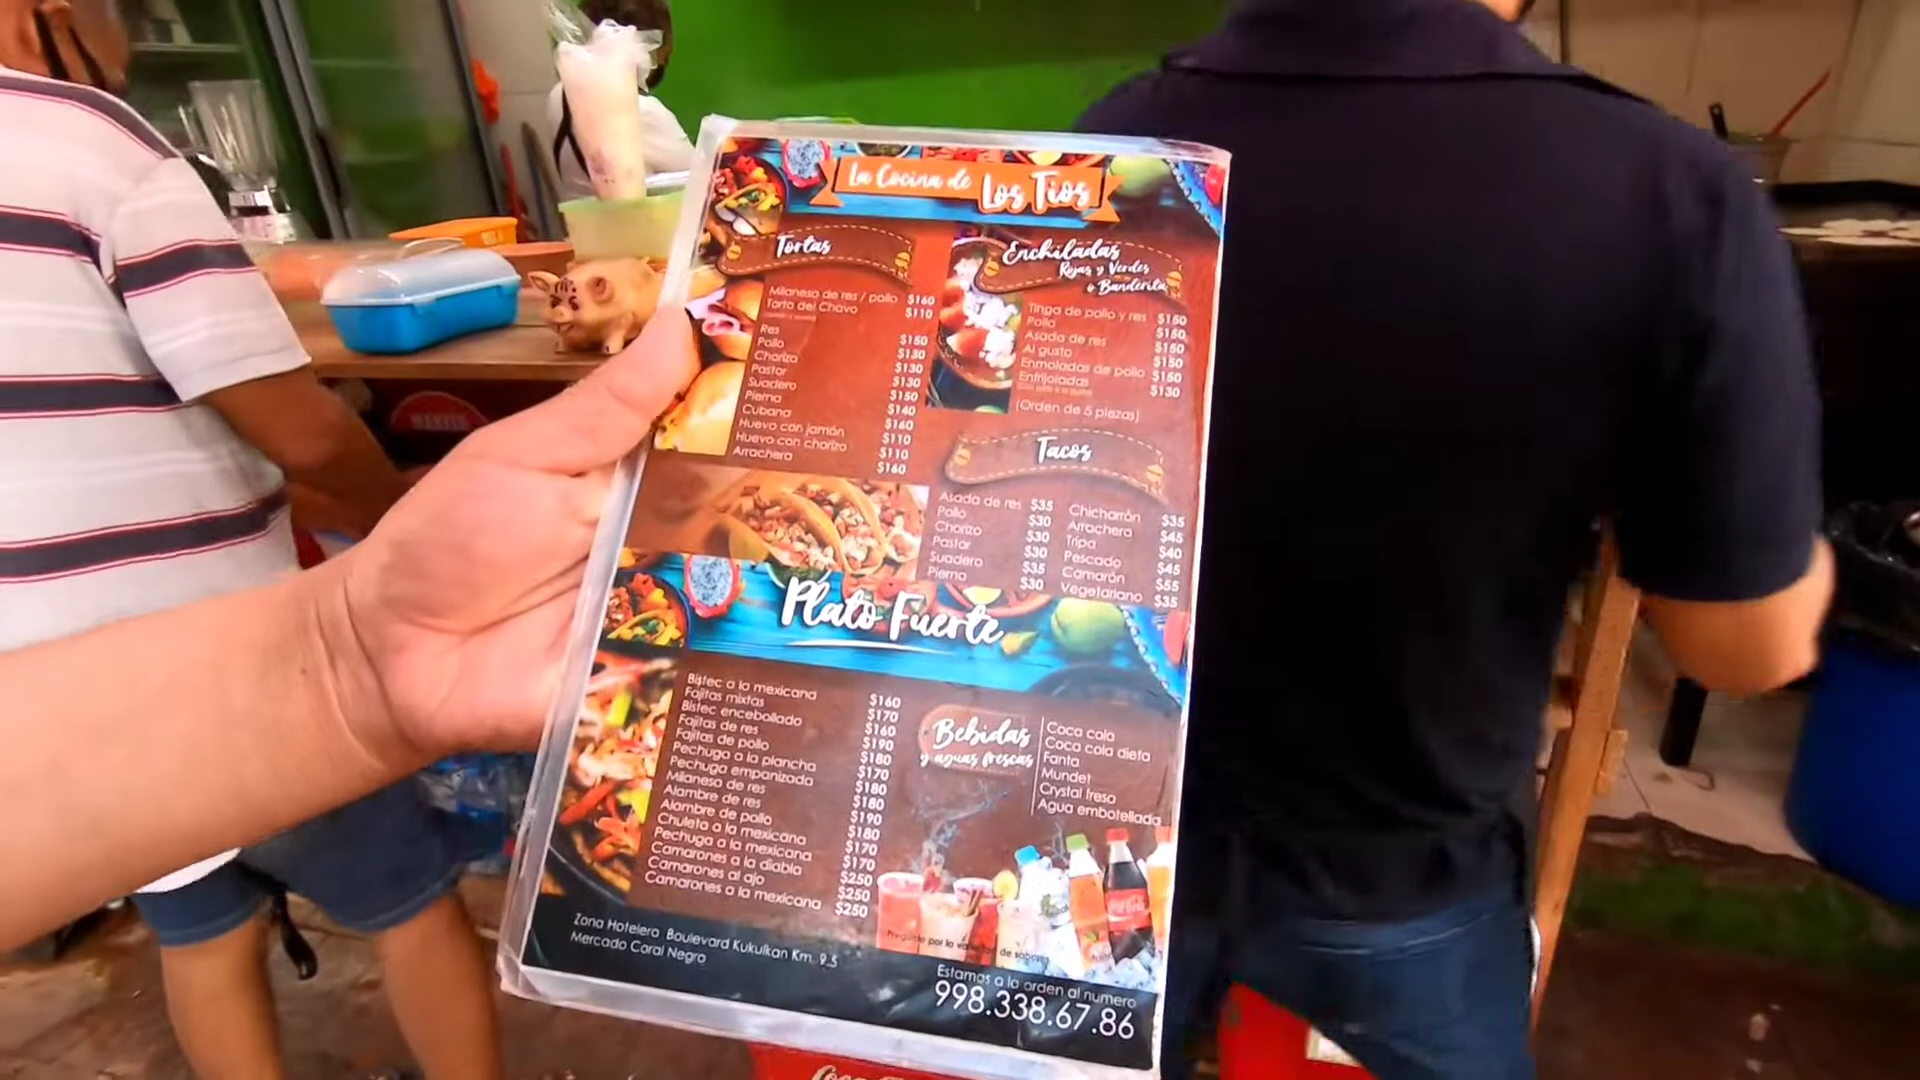 La Cocina de Los Tios
Tortas
Milanesa de res / pollo $160
Torta del Chavo $110
Res $150
Pollo $130
Chorizo $130
Pastor $130
Suadero $150
Pierna $140
Cubana $160
Huevo con jamón $110
Huevo con chorizo $110
Arrachera $160
Enchiladas
Rojas y Verdes
o Banderita
Tinga de pollo y res $150
Pollo $150
Asada de res $150
Al gusto $150
Enmoladas de pollo $150
Enfrijoladas $130
(Orden de 5 piezas)
Tacos
Asada de res $35
Pollo $30
Chorizo $30
Pastor $30
Suadero $35
Pierna $30
Chicharrón $35
Arrachera $45
Tripa $40
Pescado $45
Camarón $55
Vegetariano $35
Plato Fuerte
Bistec a la mexicana $160
Fajitas mixtas $170
Bistec encebollado $160
Fajitas de res $190
Fajitas de pollo $180
Pechuga a la plancha $170
Pechuga empanizada $180
Milanesa de res $180
Alambre de res $190
Alambre de pollo $180
Chuleta a la mexicana $170
Pechuga a la mexicana $170
Camarones a la diabla $250
Camarones al ajo $250
Camarones a la mexicana $250
Bebidas
y aguas frescas
Coca cola
Coca cola dieta
Fanta
Mundet
Crystal fresa
Agua embotellada
Pregunte por la de sabores
Zona Hotelera Boulevard Kukulkan Km. 9.5
Mercado Coral Negro
Estamos a la orden al numero
998.338.67.86